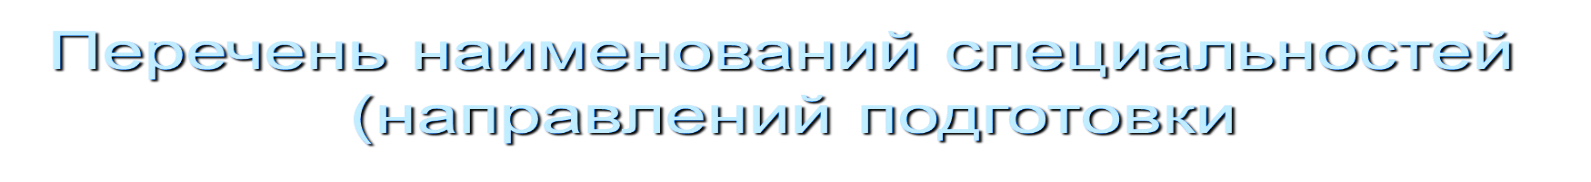 Перечень наименований специальностей
(направлений подготовки